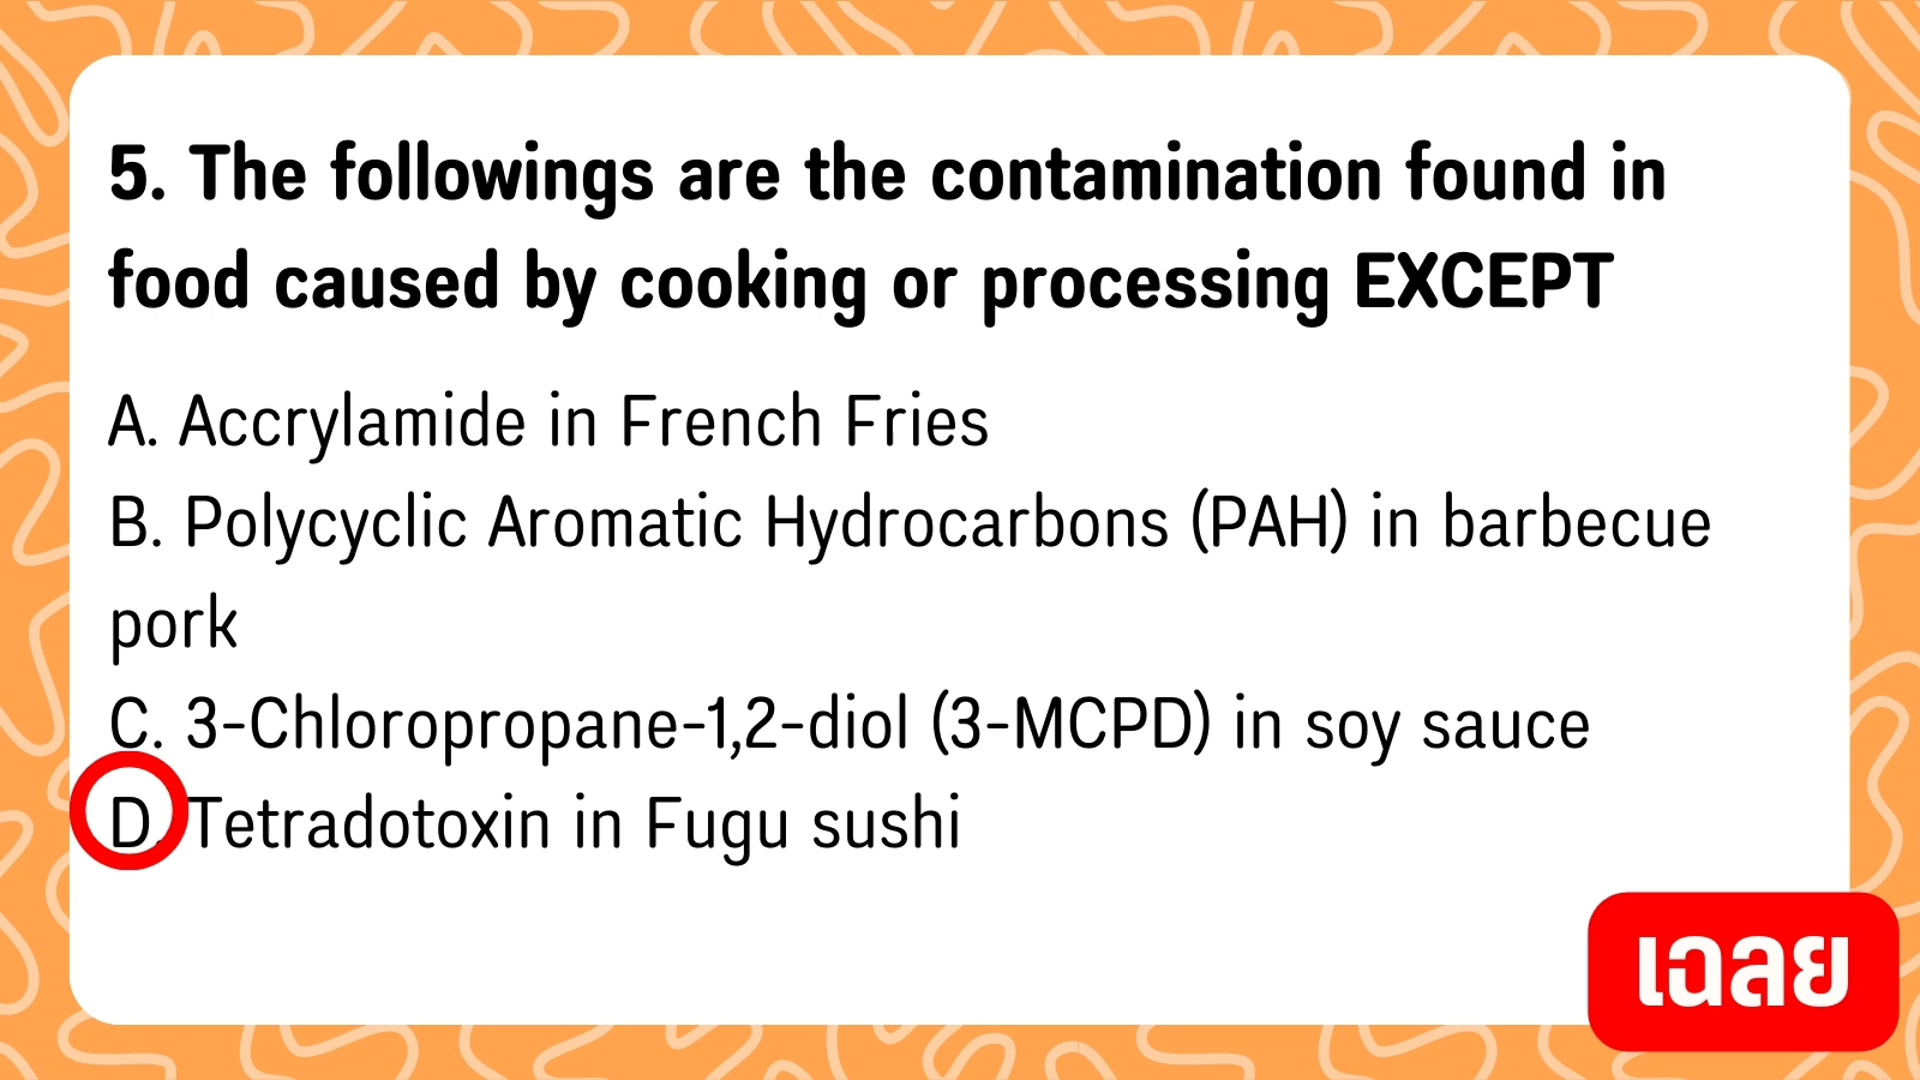 5. The followings are the contamination found in
food caused by cooking or processing EXCEPT
A. Accrylamide in French Fries
B. Polycyclic Aromatic Hydrocarbons (PAH) in barbecue
pork
C. 3-Chloropropane-1,2-diol (3-MCPD) in soy sauce
D. Tetradotoxin in Fugu sushi
เฉลย